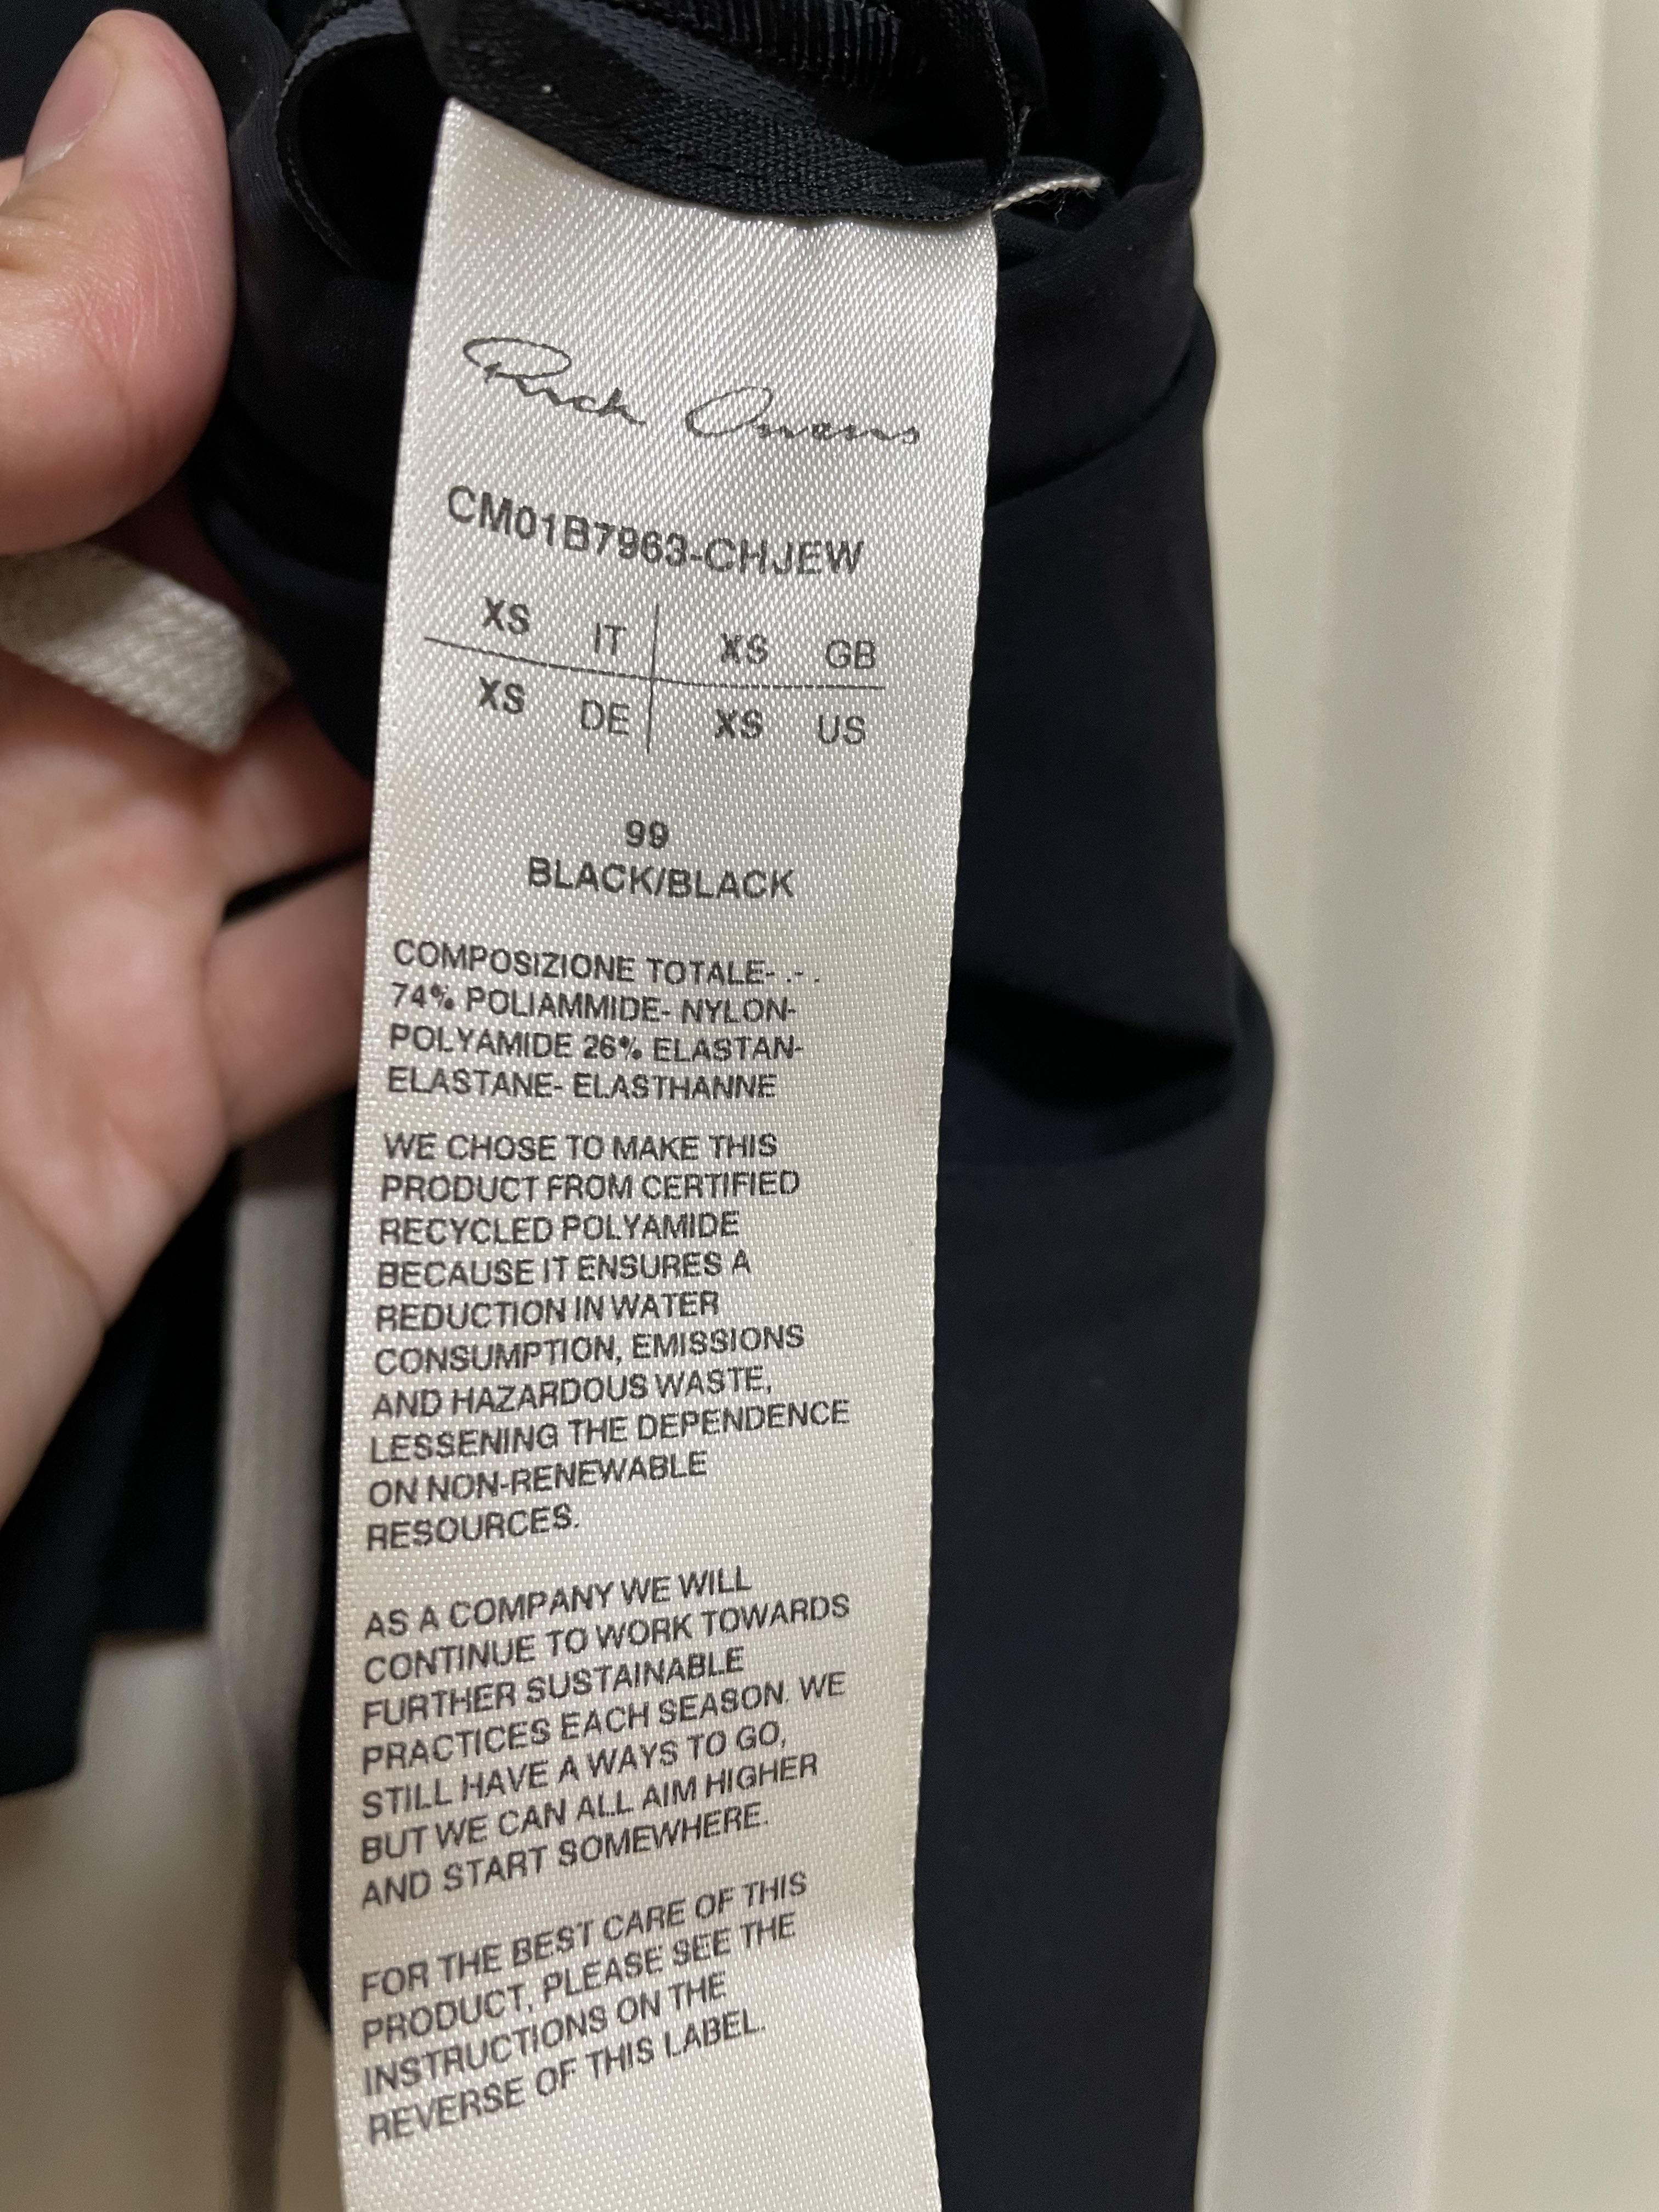 Rick Owens
CM01B7963-CHJEW
XS IT XS GB
XS DE XS US
99
BLACK/BLACK
COMPOSIZIONE TOTALE- .- .
74% POLIAMMIDE- NYLON-
POLYAMIDE 26% ELASTAN-
ELASTANE- ELASTHANNE
WE CHOSE TO MAKE THIS
PRODUCT FROM CERTIFIED
RECYCLED POLYAMIDE
BECAUSE IT ENSURES A
REDUCTION IN WATER
CONSUMPTION, EMISSIONS
AND HAZARDOUS WASTE,
LESSENING THE DEPENDENCE
ON NON-RENEWABLE
RESOURCES.
AS A COMPANY WE WILL
CONTINUE TO WORK TOWARDS
FURTHER SUSTAINABLE
PRACTICES EACH SEASON. WE
STILL HAVE A WAYS TO GO,
BUT WE CAN ALL AIM HIGHER
AND START SOMEWHERE.
FOR THE BEST CARE OF THIS
PRODUCT, PLEASE SEE THE
INSTRUCTIONS ON THE
REVERSE OF THIS LABEL.